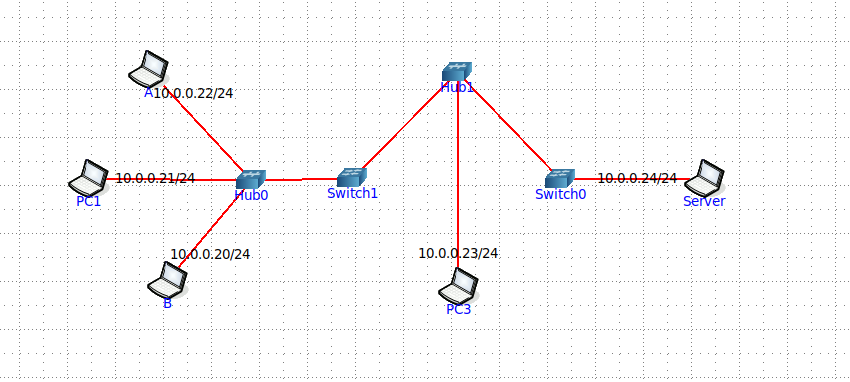 Hub1
A 10.0.0.22/24
10.0.0.21/24
PC1
Hub0
Switch1
Switch0
10.0.0.24/24
Server
10.0.0.20/24
B
10.0.0.23/24
PC3